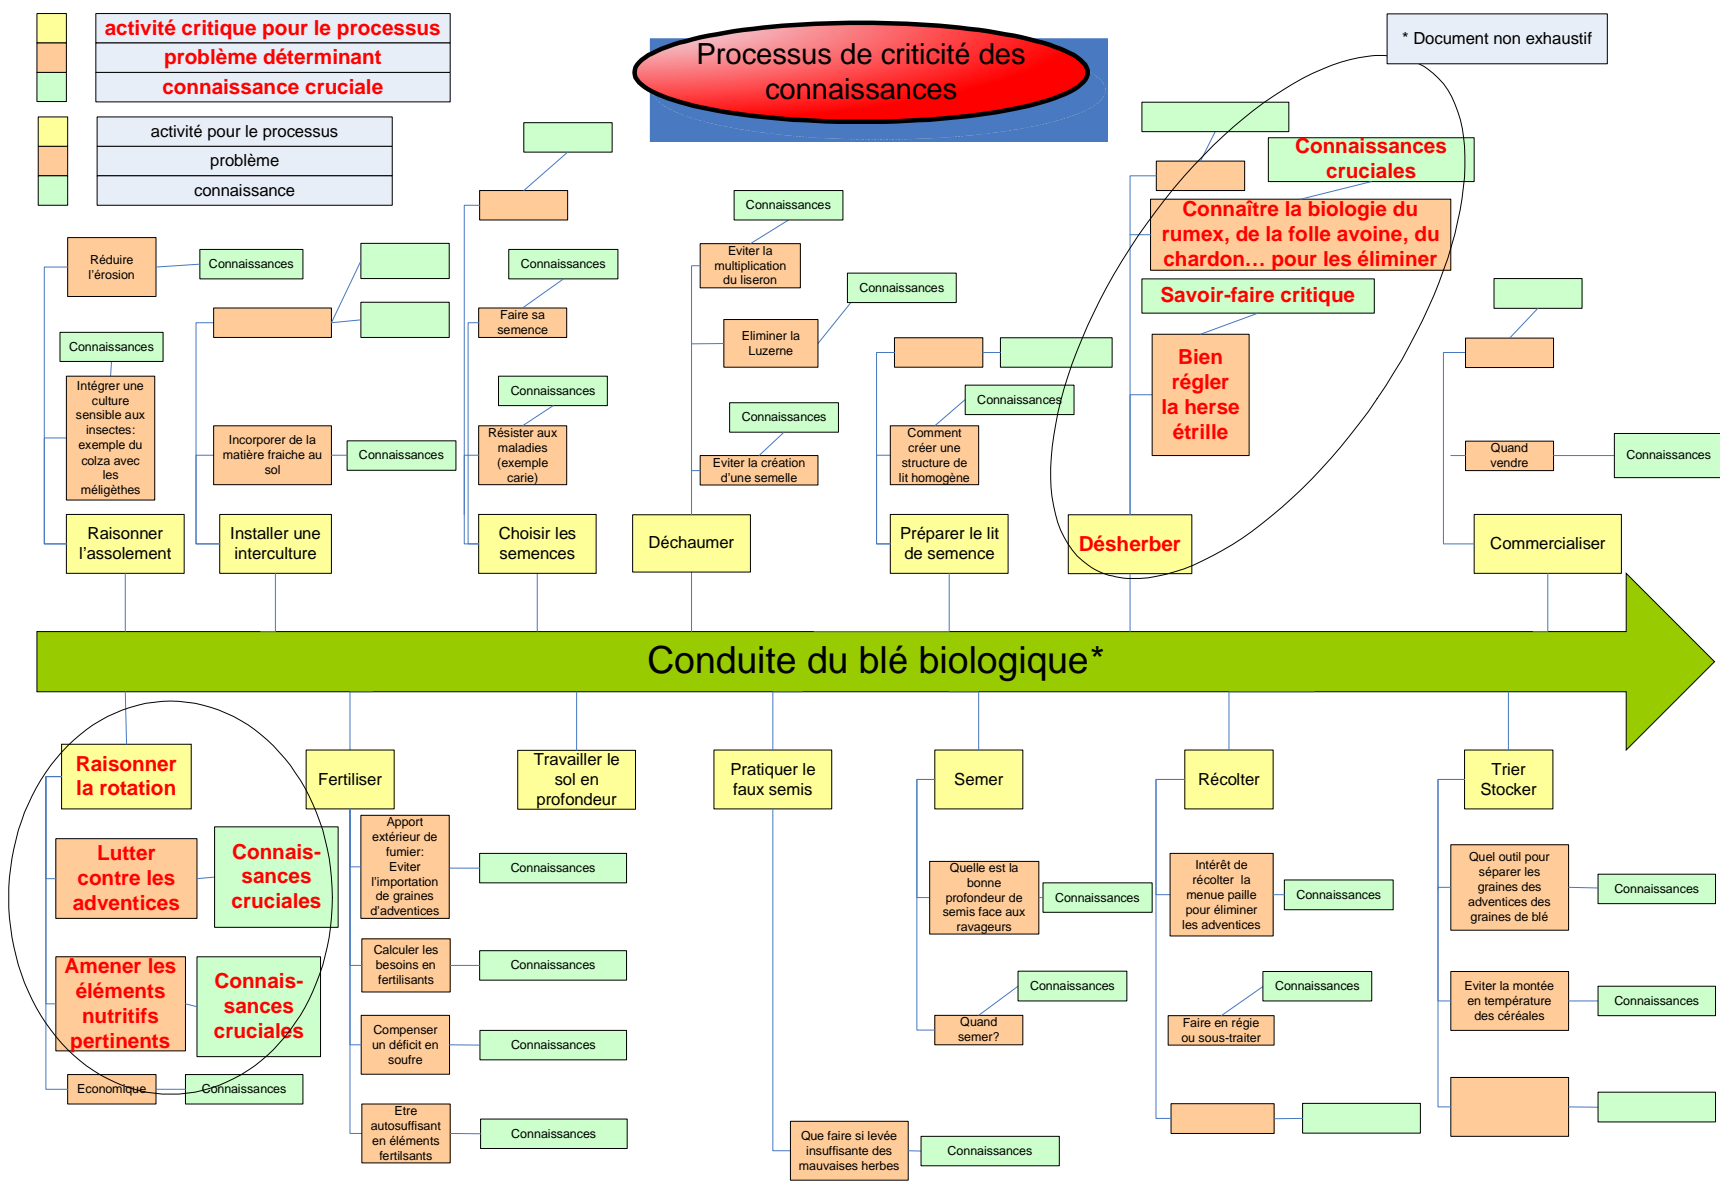 activité critique pour le processus
problème déterminant
connaissance cruciale
activité pour le processus
problème
connaissance
Processus de criticité des
connaissances
* Document non exhaustif
Réduire
l'érosion
Connaissances
Connaissances
Intégrer une
culture
sensible aux
insectes:
exemple du
colza avec
les
méligèthes
Raisonner
l'assolement
Incorporer de la
matière fraiche au
sol
Connaissances
Installer une
interculture
Connaissances
Faire sa
semence
Connaissances
Résister aux
maladies
(exemple
carie)
Choisir les
semences
Connaissances
Eviter la
multiplication
du liseron
Connaissances
Eliminer la
Luzerne
Connaissances
Eviter la création
d'une semelle
Déchaumer
Connaissances
Comment
créer une
structure de
lit homogène
Préparer le lit
de semence
Connaissances
cruciales
Connaître la biologie du
rumex, de la folle avoine, du
chardon… pour les éliminer
Savoir-faire critique
Bien
régler
la herse
étrille
Désherber
Quand
vendre
Connaissances
Commercialiser
Conduite du blé biologique*
Raisonner
la rotation
Lutter
contre les
adventices
Connais-
sances
cruciales
Amener les
éléments
nutritifs
pertinents
Connais-
sances
cruciales
Economique
Connaissances
Fertiliser
Apport
extérieur de
fumier:
Eviter
l'importation
de graines
d'adventices
Connaissances
Calculer les
besoins en
fertilisants
Connaissances
Compenser
un déficit en
soufre
Connaissances
Etre
autosuffisant
en éléments
fertilsants
Connaissances
Travailler le
sol en
profondeur
Pratiquer le
faux semis
Que faire si levée
insuffisante des
mauvaises herbes
Connaissances
Semer
Quelle est la
bonne
profondeur de
semis face aux
ravageurs
Connaissances
Connaissances
Quand
semer?
Récolter
Intérêt de
récolter la
menue paille
pour éliminer
les adventices
Connaissances
Connaissances
Faire en régie
ou sous-traiter
Trier
Stocker
Quel outil pour
séparer les
graines des
adventices des
graines de blé
Connaissances
Eviter la montée
en température
des céréales
Connaissances